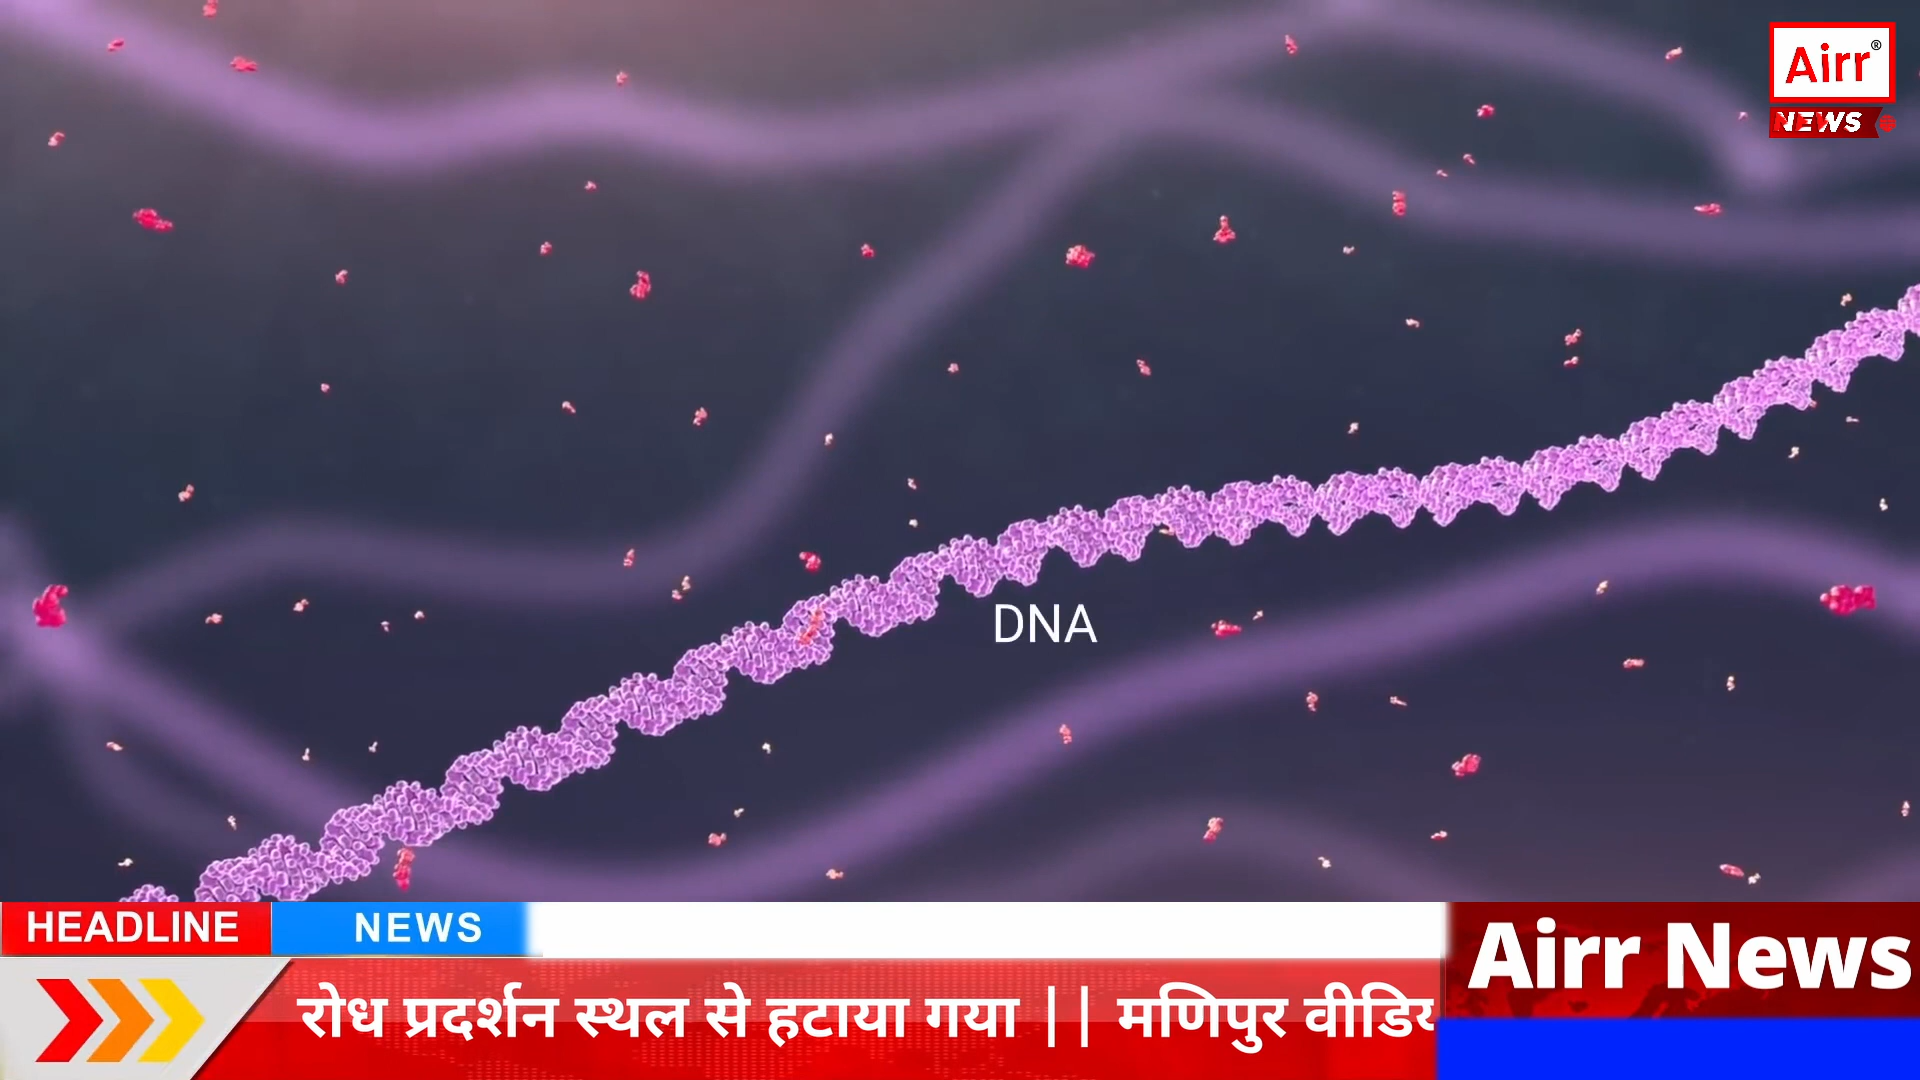 Airr®
NEWS
DNA
HEADLINE NEWS
Airr News
रोध प्रदर्शन स्थल से हटाया गया || मणिपुर